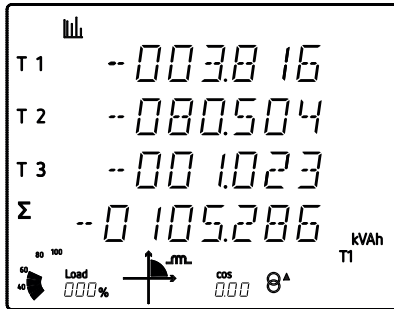 T 1 --003.816
T 2 --080.504
T 3 --001.023
Σ --0105.286
kVAh
T1
80 100
60
40
Load
000%
cos
0.00